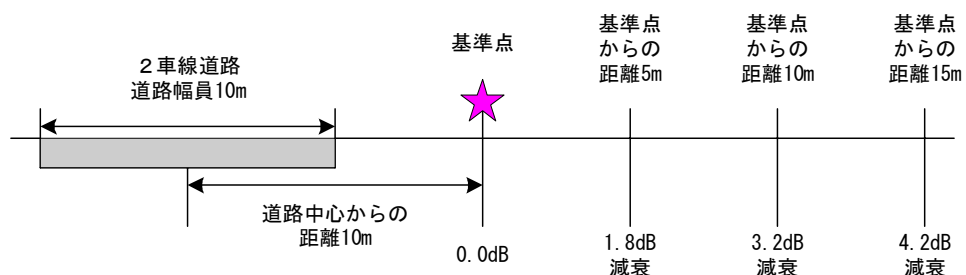 ２車線道路
道路幅員10m
基準点
基準点
からの
距離5m
基準点
からの
距離10m
基準点
からの
距離15m
道路中心からの
距離10m
0.0dB
1.8dB
減衰
3.2dB
減衰
4.2dB
減衰